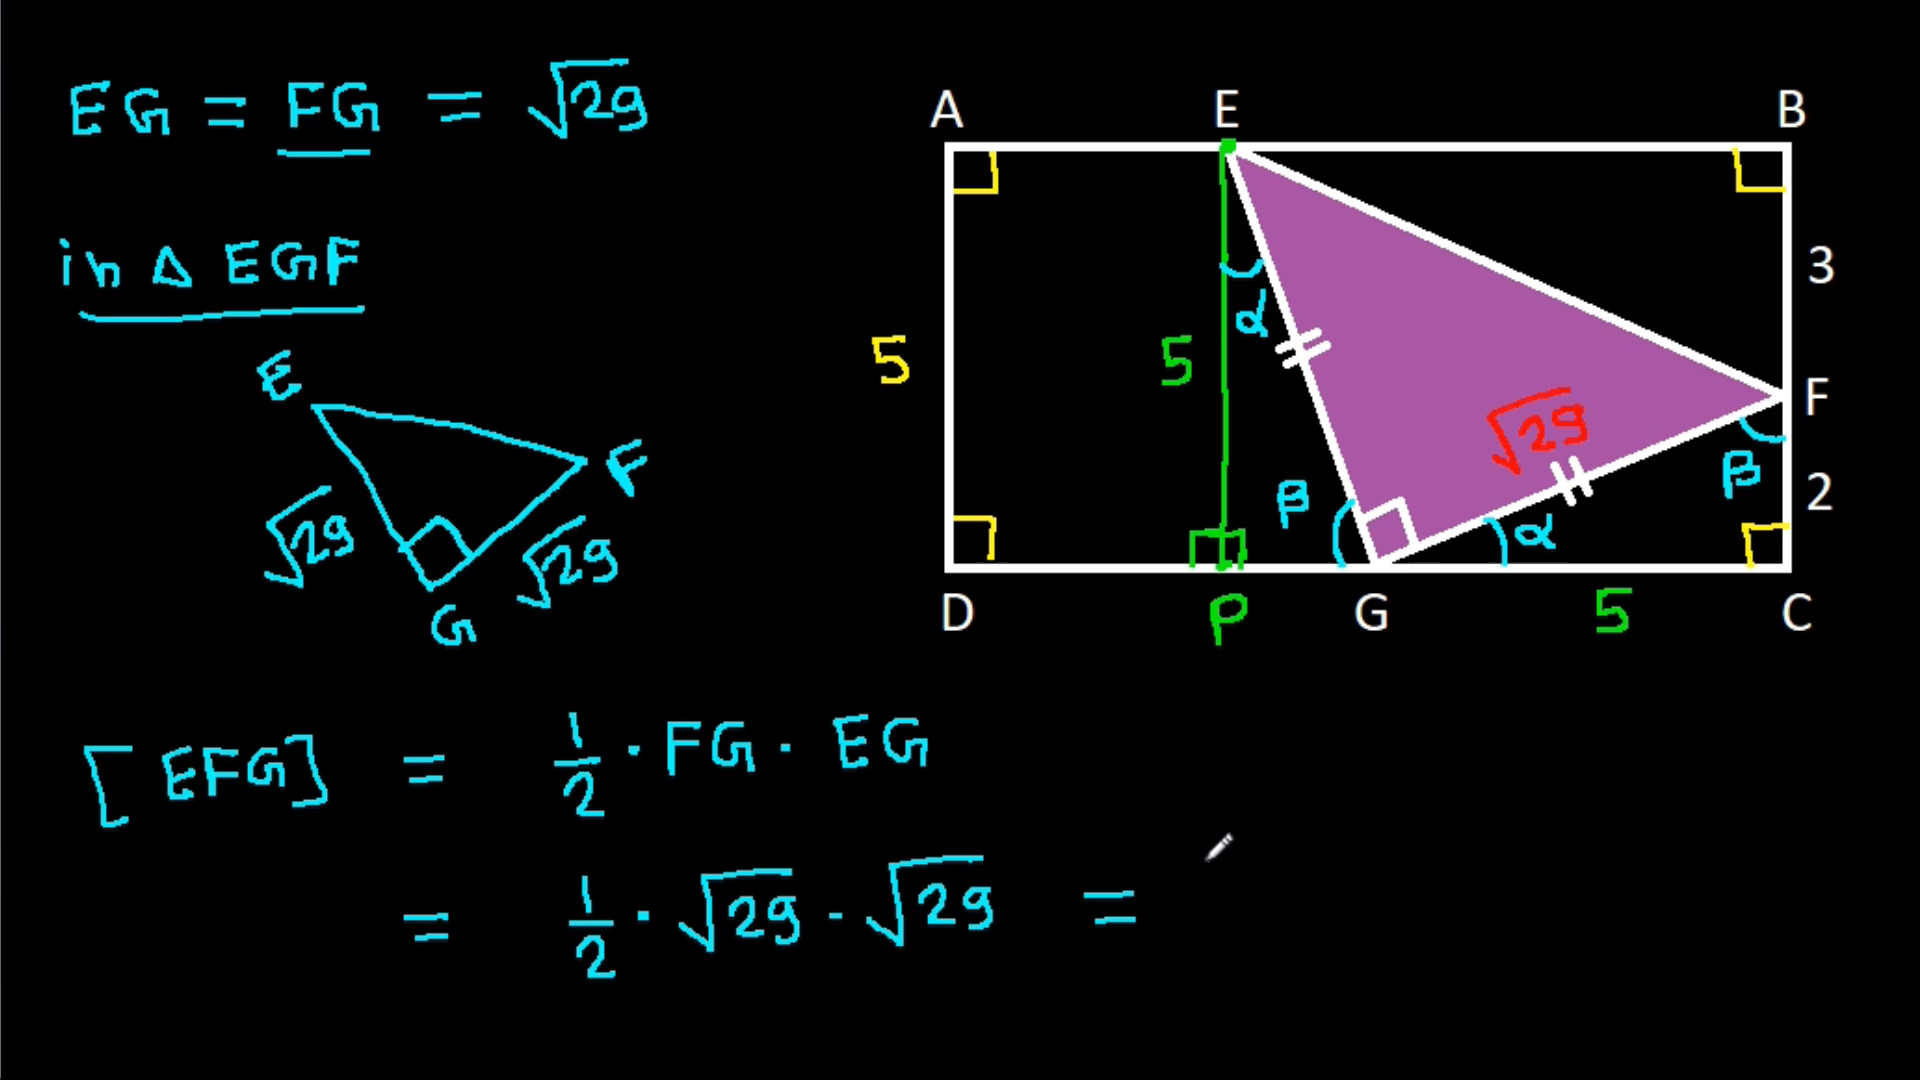 EG = FG = √29
in Δ EGF
E
F
√29
√29
G
[EFG] = 1/2 · FG · EG
= 1/2 · √29 · √29 =
A E B
3
α
5 5
√29
F
β
2
β
α
D P G 5 C